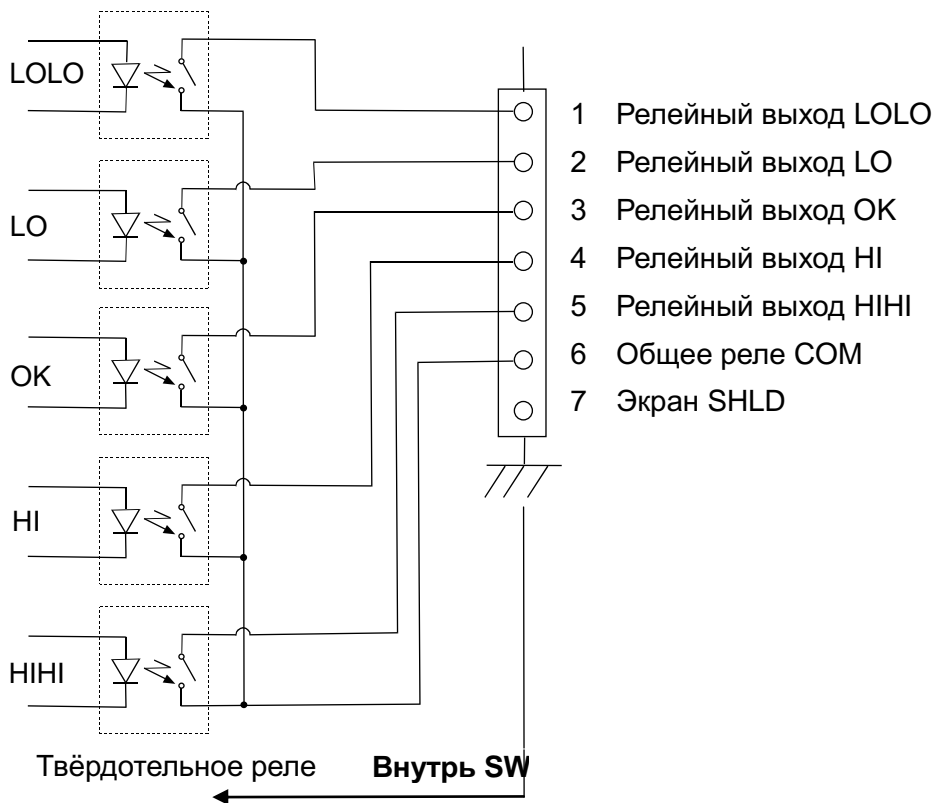 LOLO
LO
OK
HI
HIHI
1 Релейный выход LOLO
2 Релейный выход LO
3 Релейный выход OK
4 Релейный выход HI
5 Релейный выход HIHI
6 Общее реле COM
7 Экран SHLD
Твёрдотельное реле Внутрь SW